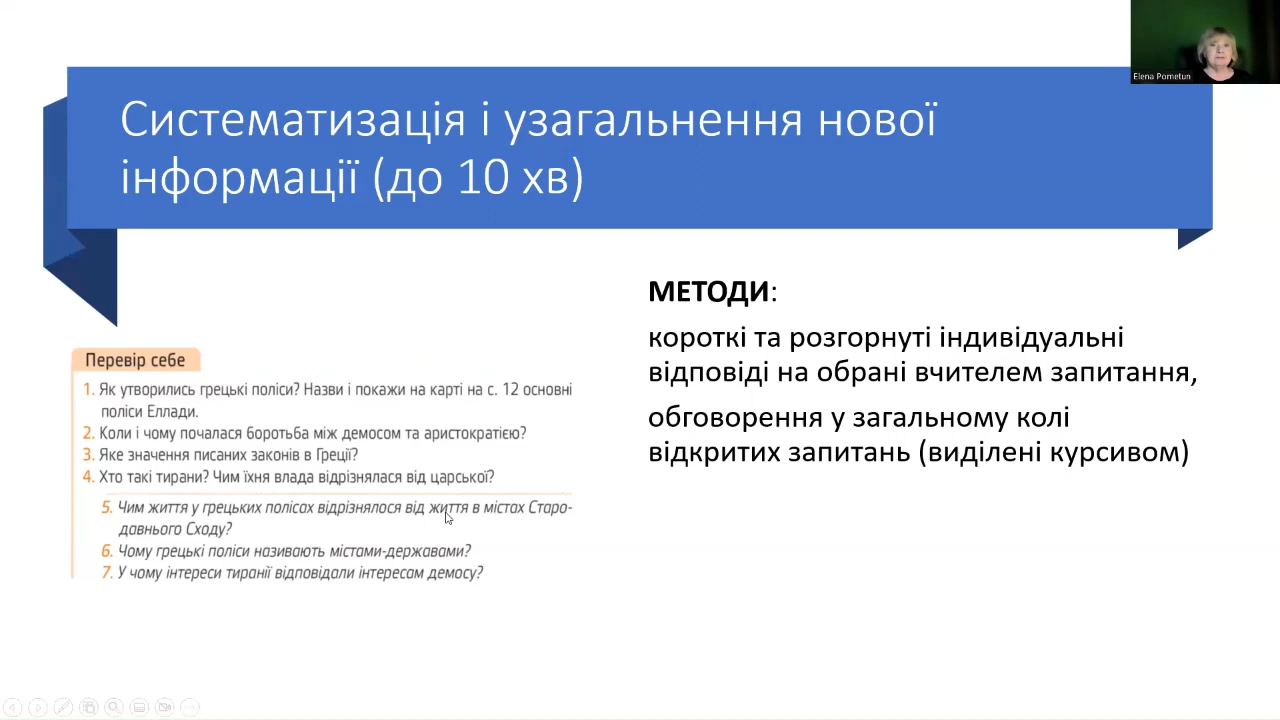 Elena Pometun
Систематизація і узагальнення нової
інформації (до 10 хв)
Перевір себе
1. Як утворились грецькі поліси? Назви і покажи на карті на с. 12 основні
поліси Еллади.
2. Коли і чому почалася боротьба між демосом та аристократією?
3. Яке значення писаних законів в Греції?
4. Хто такі тирани? Чим їхня влада відрізнялася від царської?
5. Чим життя у грецьких полісах відрізнялося від життя в містах Старо-
давнього Сходу?
6. Чому грецькі поліси називають містами-державами?
7. У чому інтереси тиранії відповідали інтересам демосу?
МЕТОДИ:
короткі та розгорнуті індивідуальні
відповіді на обрані вчителем запитання,
обговорення у загальному колі
відкритих запитань (виділені курсивом)